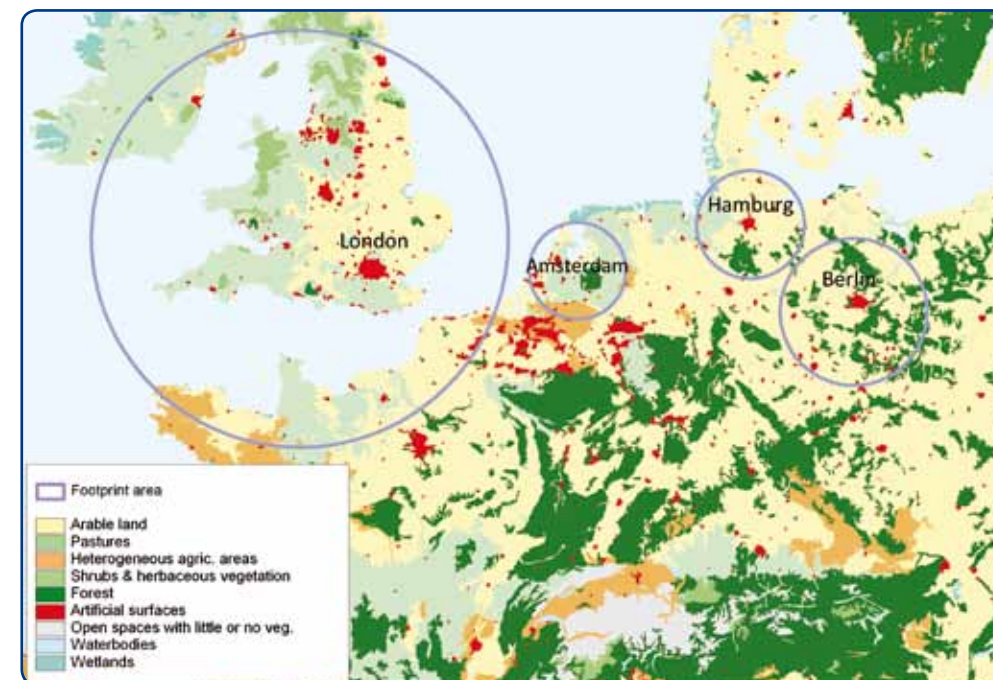 Hamburg
London
Amsterdam
Berlin
Footprint area
Arable land
Pastures
Heterogeneous agric. areas
Shrubs & herbaceous vegetation
Forest
Artificial surfaces
Open spaces with little or no veg.
Waterbodies
Wetlands